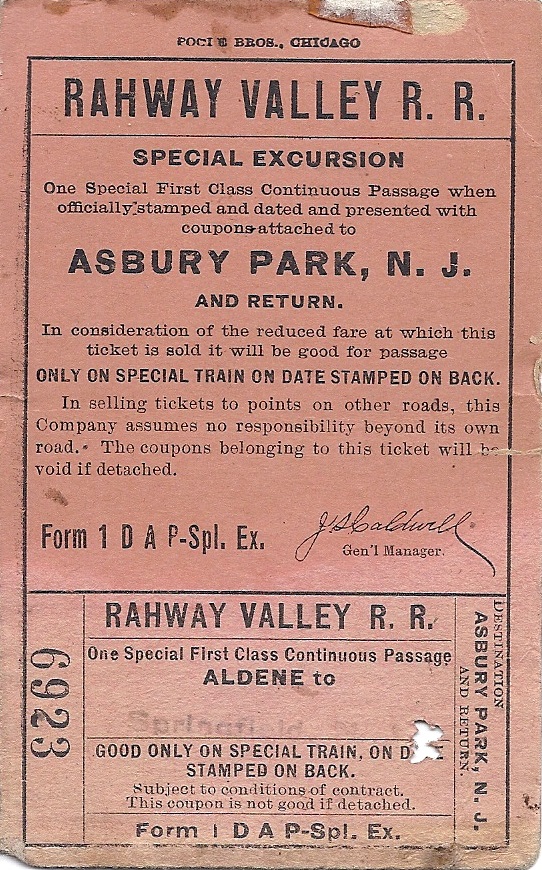 BROS., CHICAGO
RAHWAY VALLEY R. R.
SPECIAL EXCURSION
One Special First Class Continuous Passage when
officially stamped and dated and presented with
coupons attached to
ASBURY PARK, N. J.
AND RETURN.
In consideration of the reduced fare at which this
ticket is sold it will be good for passage
ONLY ON SPECIAL TRAIN ON DATE STAMPED ON BACK.
In selling tickets to points on other roads, this
Company assumes no responsibility beyond its own
road. The coupons belonging to this ticket will be
void if detached.
Form 1 D A P-Spl. Ex.
J S Caldwell
Gen'l Manager.
RAHWAY VALLEY R. R.
One Special First Class Continuous Passage
ALDENE to
Springfield
GOOD ONLY ON SPECIAL TRAIN, ON
STAMPED ON BACK.
Subject to conditions of contract.
This coupon is not good if detached.
Form 1 D A P-Spl. Ex.
6923
DESTINATION
ASBURY PARK, N. J.
AND RETURN.